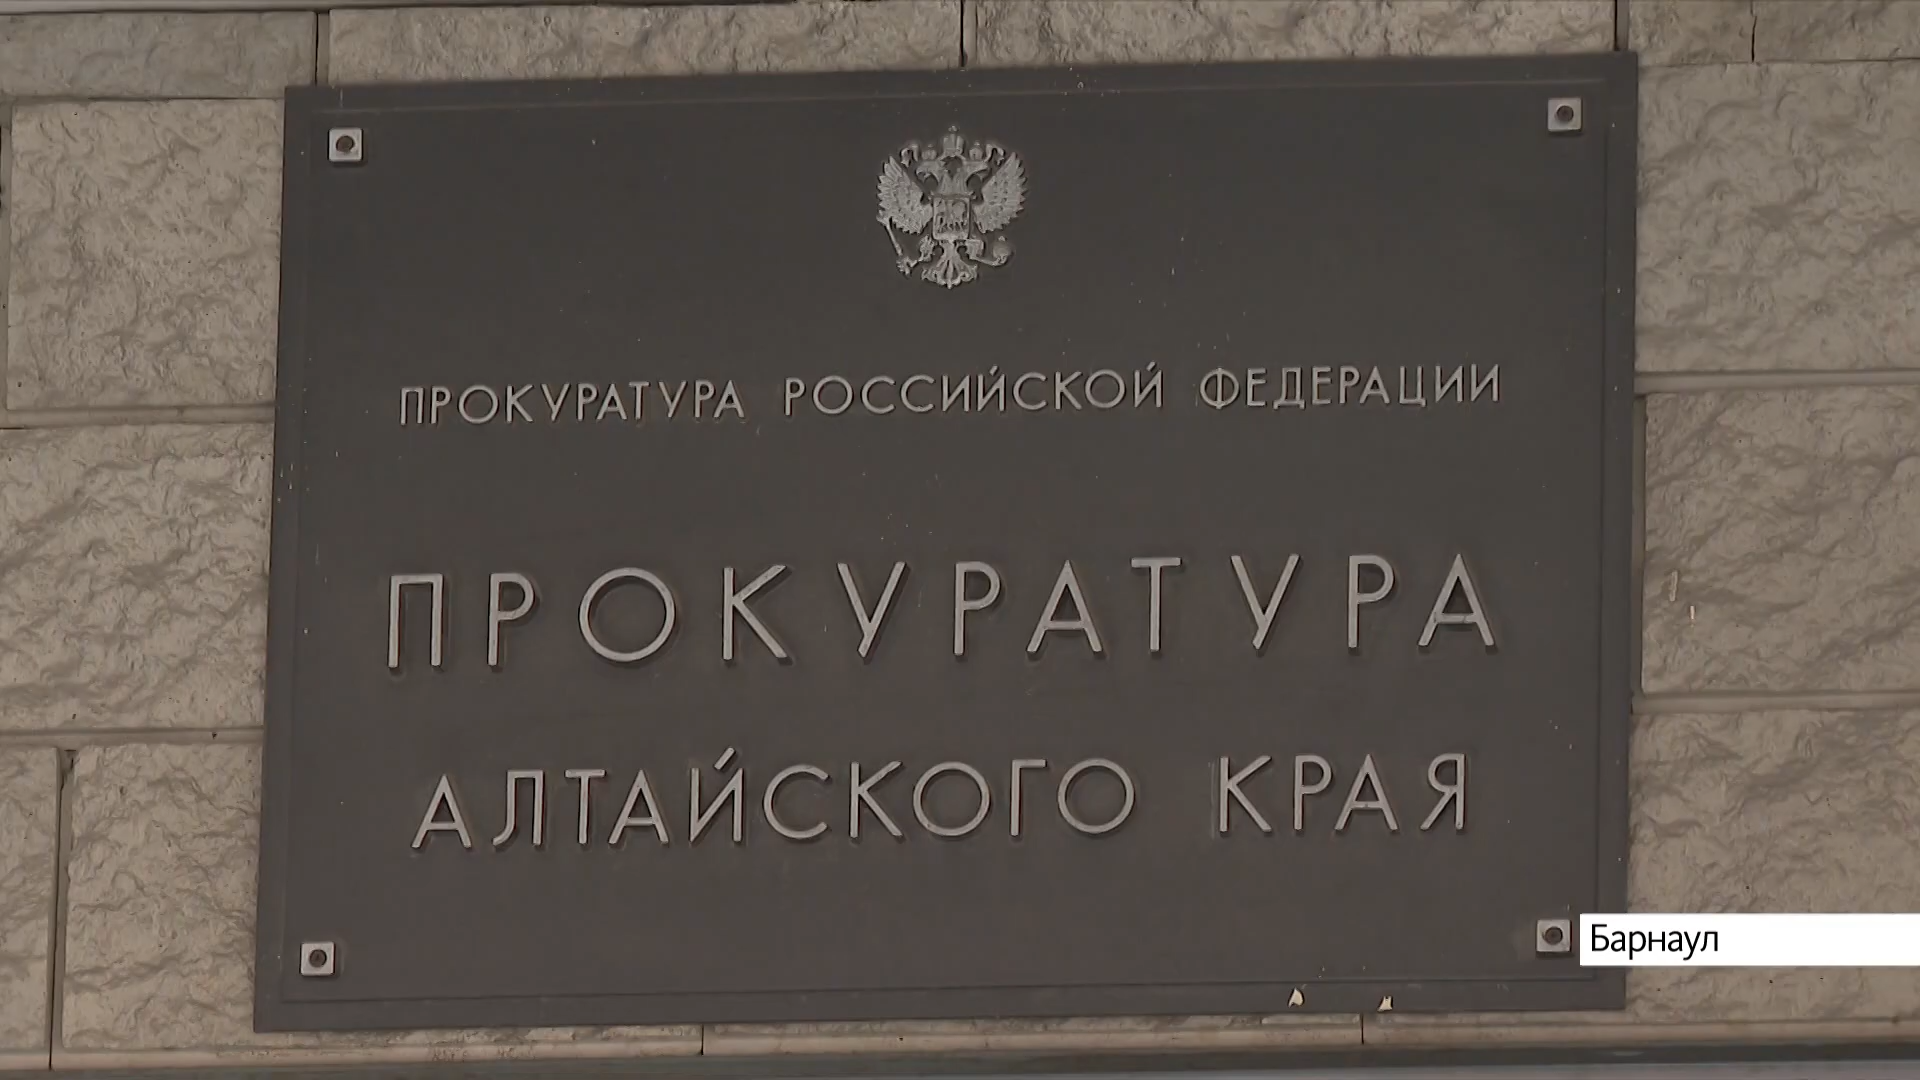 ПРОКУРАТУРА РОССИЙСКОЙ ФЕДЕРАЦИИ
ПРОКУРАТУРА
АЛТАЙСКОГО КРАЯ
Барнаул